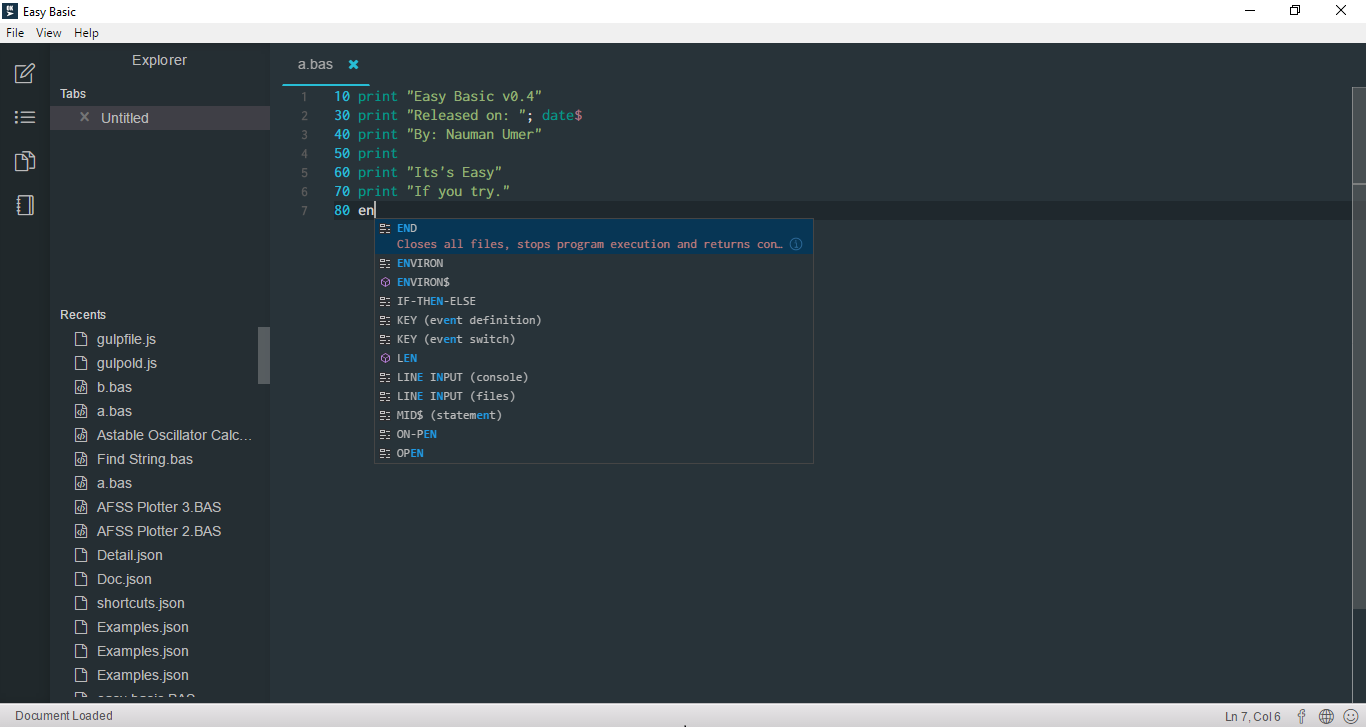 Easy Basic
File View Help
Explorer
Tabs
Untitled
Recents
gulpfile.js
gulpold.js
b.bas
a.bas
Astable Oscillator Calc...
Find String.bas
a.bas
AFSS Plotter 3.BAS
AFSS Plotter 2.BAS
Detail.json
Doc.json
shortcuts.json
Examples.json
Examples.json
Examples.json
a.bas
1 10 print "Easy Basic v0.4"
2 30 print "Released on: "; date$
3 40 print "By: Nauman Umer"
4 50 print
5 60 print "Its's Easy"
6 70 print "If you try."
7 80 en
END
Closes all files, stops program execution and returns con…
ENVIRON
ENVIRON$
IF-THEN-ELSE
KEY (event definition)
KEY (event switch)
LEN
LINE INPUT (console)
LINE INPUT (files)
MID$ (statement)
ON-PEN
OPEN
Document Loaded
Ln 7, Col 6